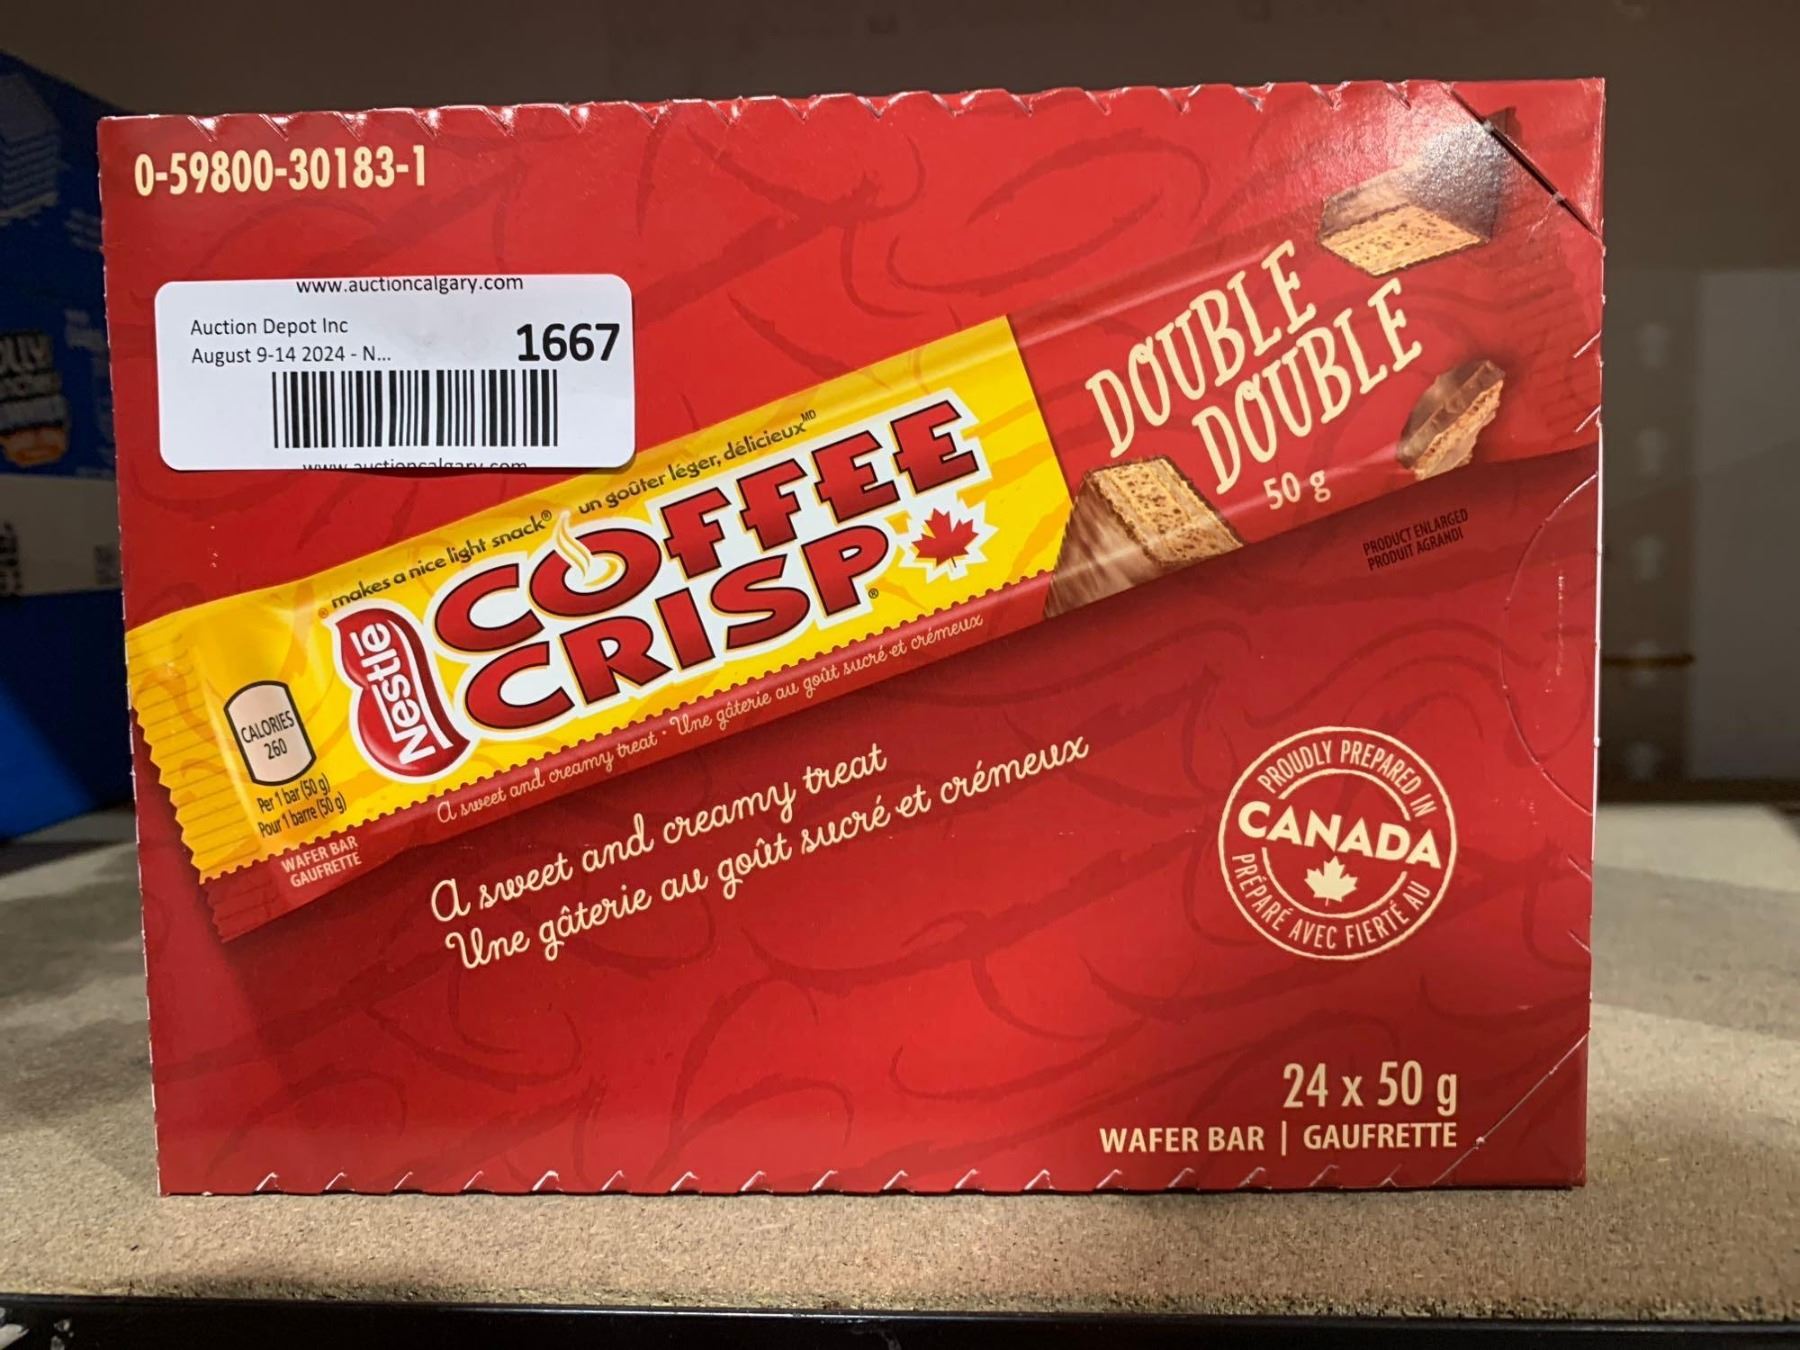 0-59800-30183-1
www.auctioncalgary.com
Auction Depot Inc
1667
August 9-14 2024 - N...
www.auctioncalgary.com
DOUBLE
DOUBLE
50 g
® makes a nice light snack® un goûter léger, délicieux MD
Nestlé
COFFEE
CRISP®
PRODUCT ENLARGED
PRODUIT AGRANDI
CALORIES
260
Per 1 bar (50 g)
Pour 1 barre (50 g)
A sweet and creamy treat • Une gâterie au goût sucré et crémeux
WAFER BAR
GAUFRETTE
A sweet and creamy treat
Une gâterie au goût sucré et crémeux
PROUDLY PREPARED IN
CANADA
PRÉPARÉ AVEC FIERTÉ AU
24 x 50 g
WAFER BAR | GAUFRETTE